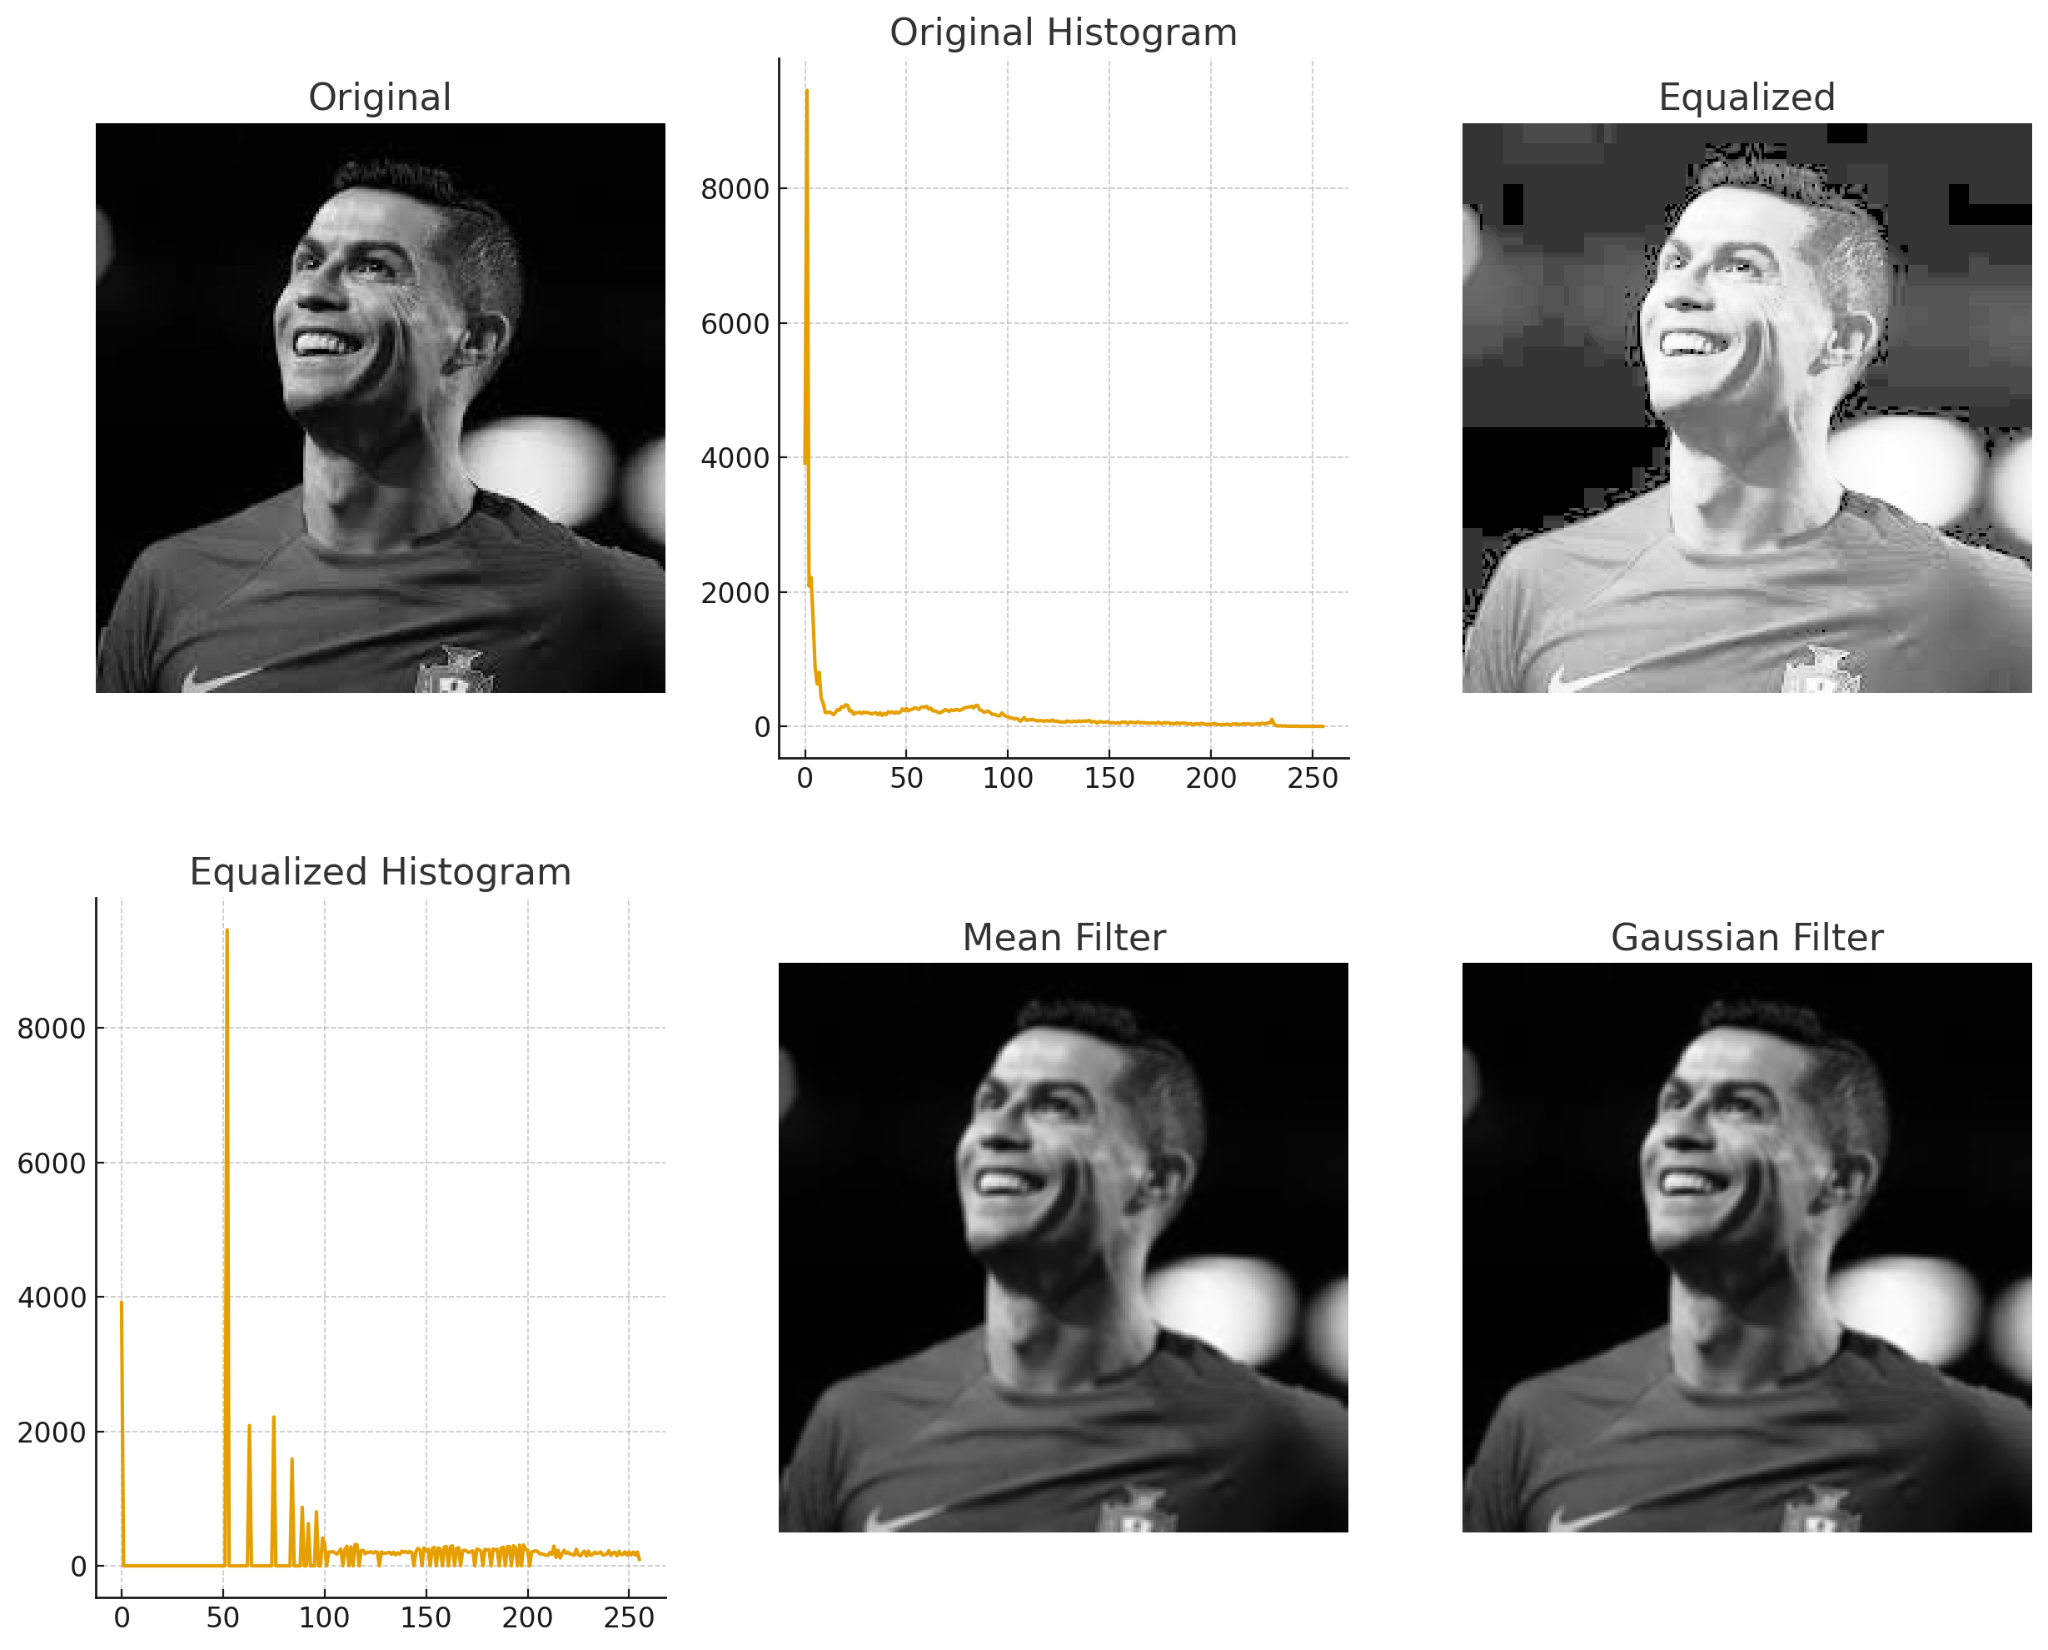 Original
Original Histogram
8000
6000
4000
2000
0
0 50 100 150 200 250
Equalized
Equalized Histogram
8000
6000
4000
2000
0
0 50 100 150 200 250
Mean Filter
Gaussian Filter